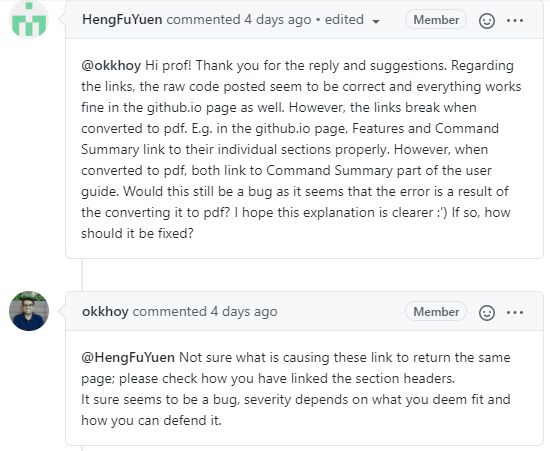 HengFuYuen commented 4 days ago • edited Member
@okkhoy Hi prof! Thank you for the reply and suggestions. Regarding
the links, the raw code posted seem to be correct and everything works
fine in the github.io page as well. However, the links break when
converted to pdf. E.g. in the github.io page, Features and Command
Summary link to their individual sections properly. However, when
converted to pdf, both link to Command Summary part of the user
guide. Would this still be a bug as it seems that the error is a result of
the converting it to pdf? I hope this explanation is clearer :') If so, how
should it be fixed?
okkhoy commented 4 days ago Member
@HengFuYuen Not sure what is causing these link to return the same
page; please check how you have linked the section headers.
It sure seems to be a bug, severity depends on what you deem fit and
how you can defend it.